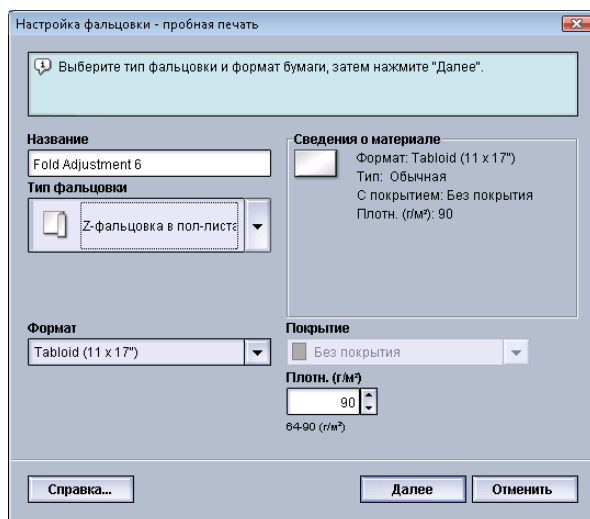 Настройка фальцовки - пробная печать
Выберите тип фальцовки и формат бумаги, затем нажмите "Далее".
Название
Fold Adjustment 6
Тип фальцовки
Z-фальцовка в пол-листа
Сведения о материале
Формат: Tabloid (11 x 17")
Тип: Обычная
С покрытием: Без покрытия
Плотн. (г/м²): 90
Формат
Tabloid (11 x 17")
Покрытие
Без покрытия
Плотн. (г/м²)
90
64-90 (г/м²)
Справка...
Далее
Отменить